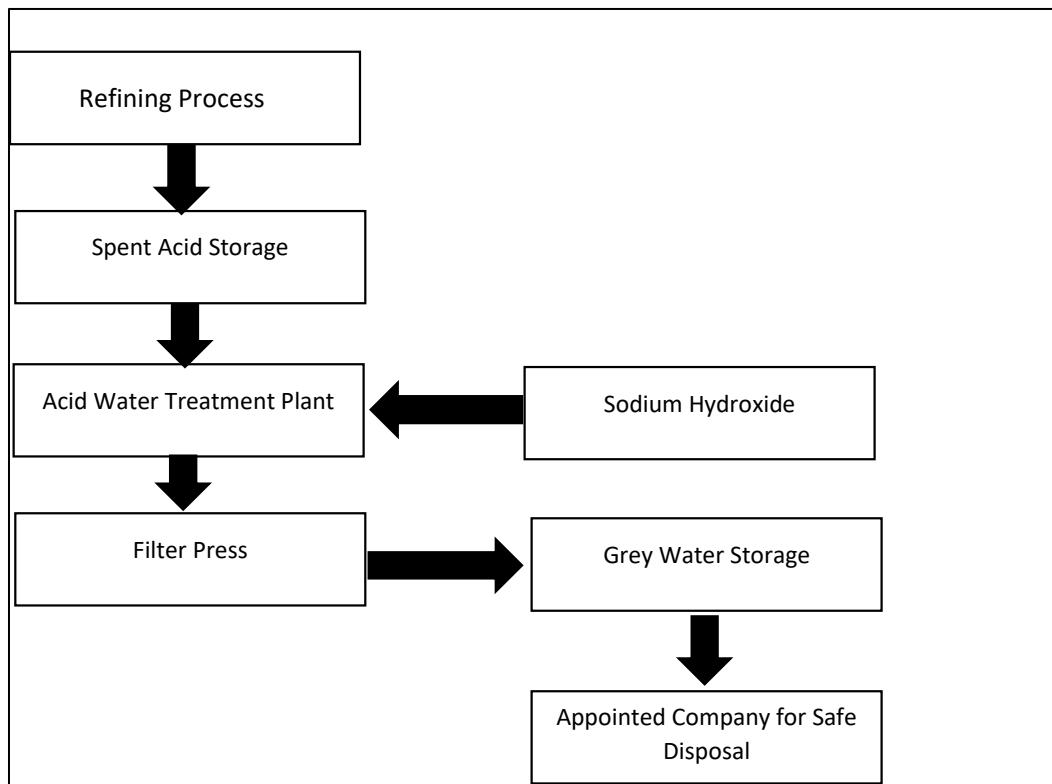 Refining Process
Spent Acid Storage
Acid Water Treatment Plant
Sodium Hydroxide
Filter Press
Grey Water Storage
Appointed Company for Safe
Disposal